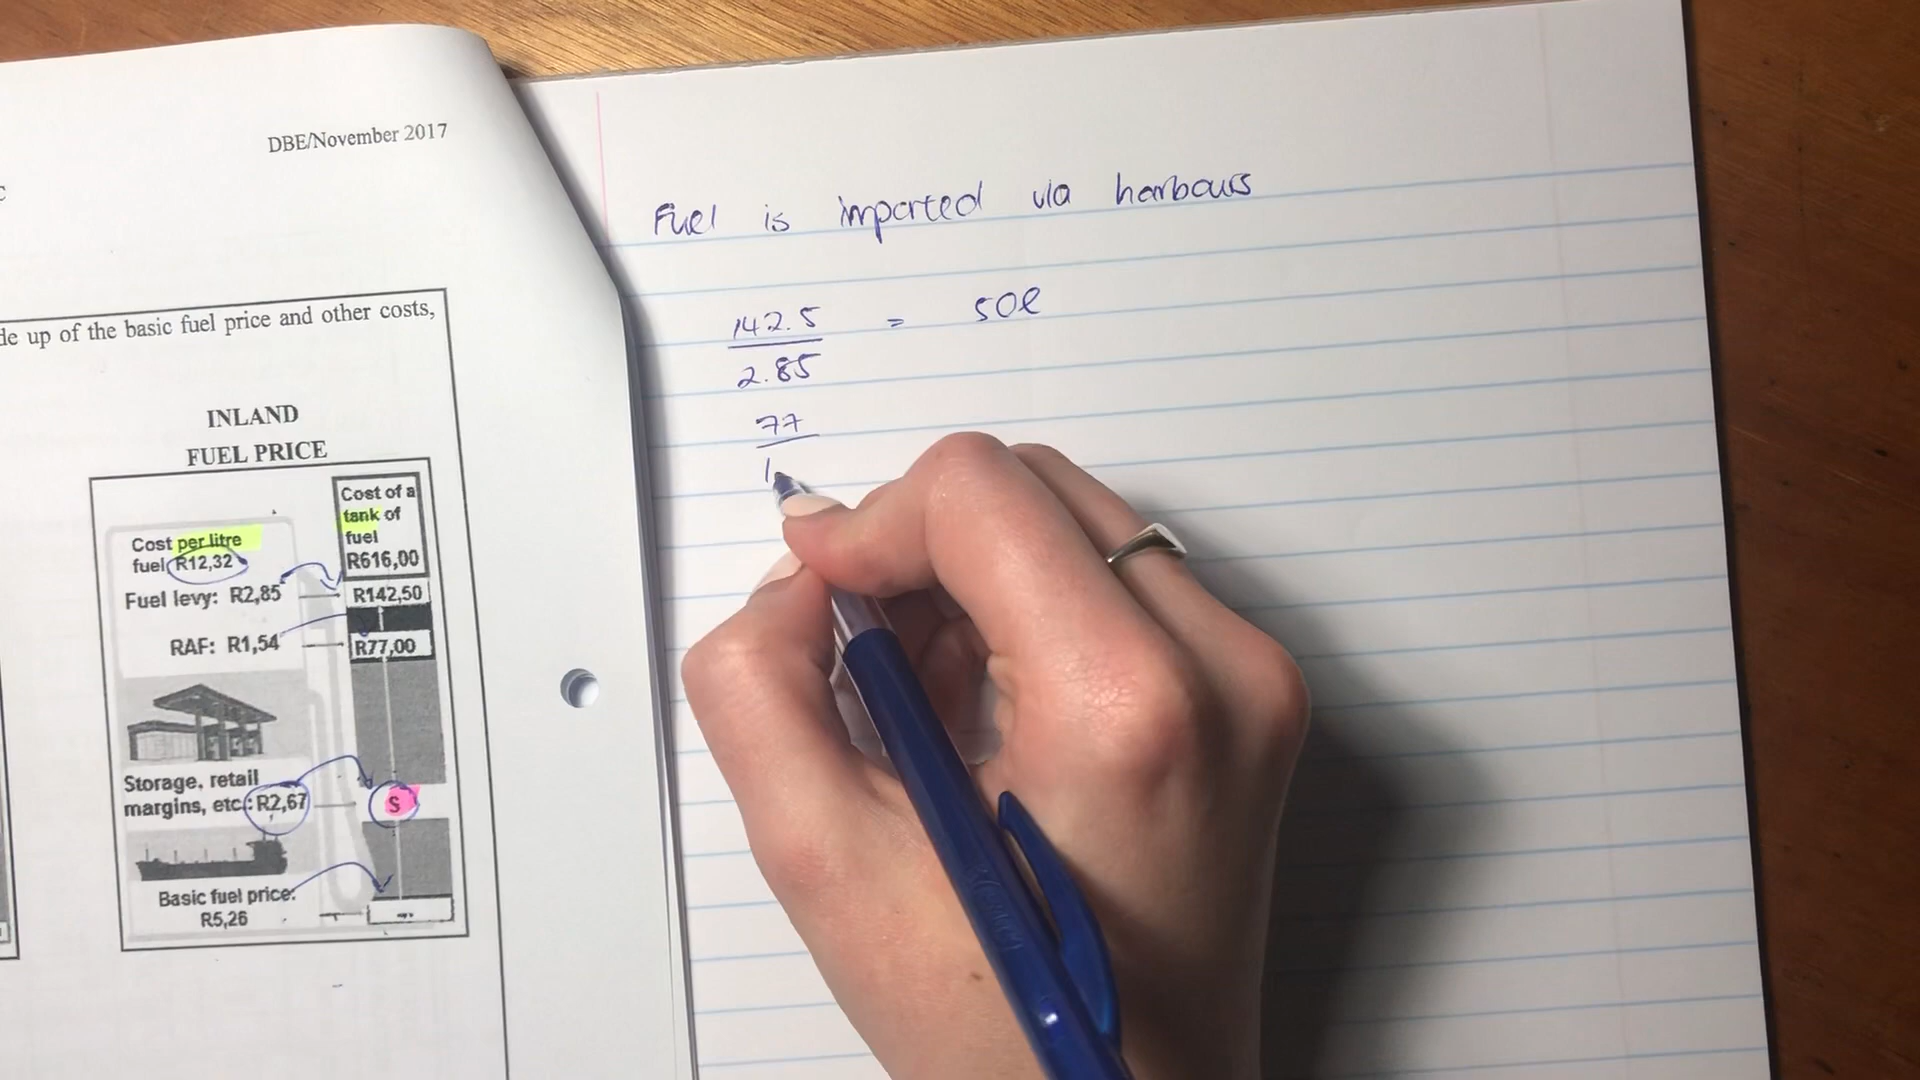 DBE/November 2017
de up of the basic fuel price and other costs,
INLAND
FUEL PRICE
Cost of a
tank of
fuel
R616,00
Cost per litre
fuel R12,32
Fuel levy: R2,85
R142,50
RAF: R1,54
R77,00
Storage, retail
margins, etc.: R2,67
S
Basic fuel price:
R5,26
Fuel is imported via harbours
142.5 = 50l
2.85
77
1